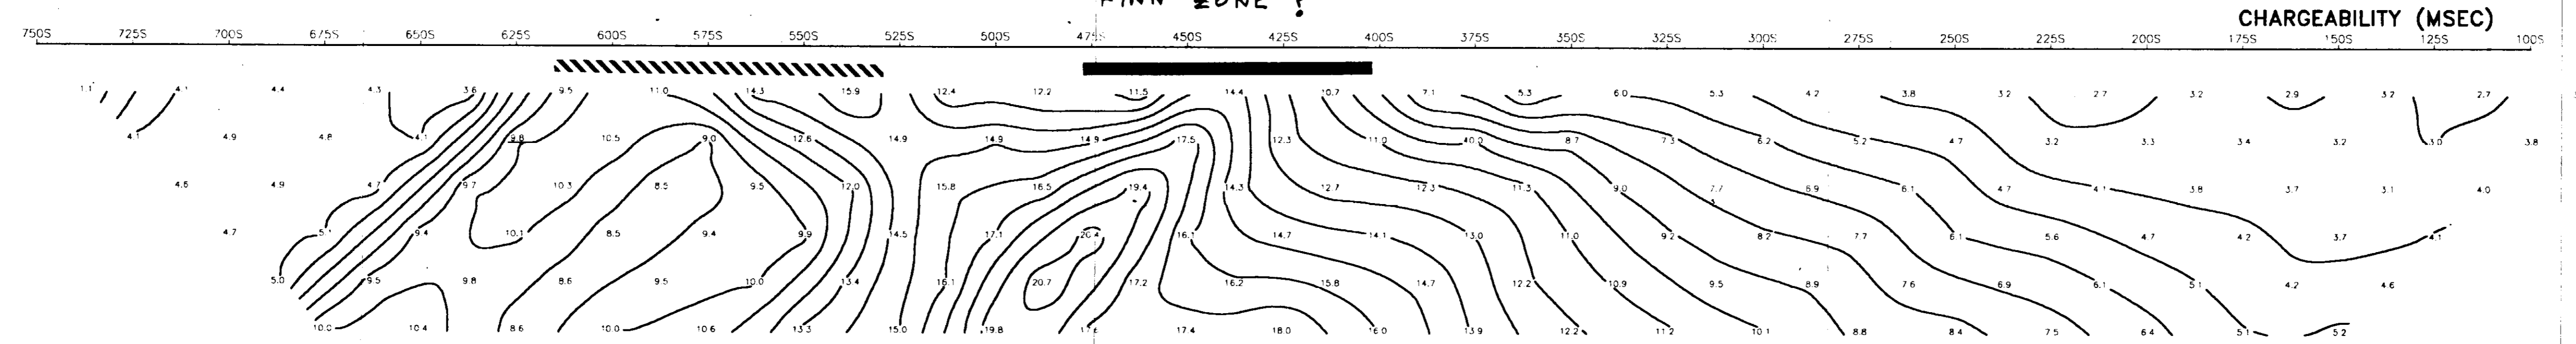 FINN ZONE ?
CHARGEABILITY (MSEC)
750S 725S 700S 675S 650S 625S 600S 575S 550S 525S 500S 475S 450S 425S 400S 375S 350S 325S 300S 275S 250S 225S 200S 175S 150S 125S 100S
1.1 4.1 4.4 4.3 3.6 9.5 11.0 14.3 15.9 12.4 12.2 11.5 14.4 10.7 7.1 5.3 6.0 5.3 4.2 3.8 3.2 2.7 3.2 2.9 3.2 2.7
4.1 4.9 4.8 4.1 9.8 10.5 9.0 12.6 14.9 14.9 14.9 17.5 12.3 11.0 40.0 8.7 7.3 6.2 5.2 4.7 3.2 3.3 3.4 3.2 3.0 3.8
4.6 4.9 4.7 9.7 10.3 8.5 9.5 12.0 15.8 16.5 19.4 14.3 12.7 12.3 11.3 9.0 7.7 6.9 6.1 4.7 4.1 3.8 3.7 3.1 4.0
4.7 5.1 9.4 10.1 8.5 9.4 9.9 14.5 17.1 20.4 16.1 14.7 14.1 13.0 11.0 9.2 8.2 7.7 6.1 5.6 4.7 4.2 3.7 4.1
5.0 9.5 9.8 8.6 9.5 10.0 13.4 16.1 20.7 17.2 16.2 15.8 14.7 12.2 10.9 9.5 8.9 7.6 6.9 6.1 5.1 4.2 4.6
10.0 10.4 8.6 10.0 10.6 13.3 15.0 19.8 17.4 18.0 16.0 13.9 12.2 11.2 10.1 8.8 8.4 7.5 6.4 5.1 5.2